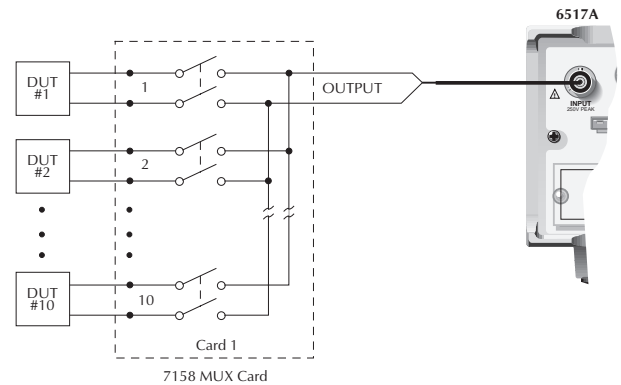 6517A
DUT
#1
1
OUTPUT
INPUT
250V PEAK
DUT
#2
2
DUT
#10
10
Card 1
7158 MUX Card